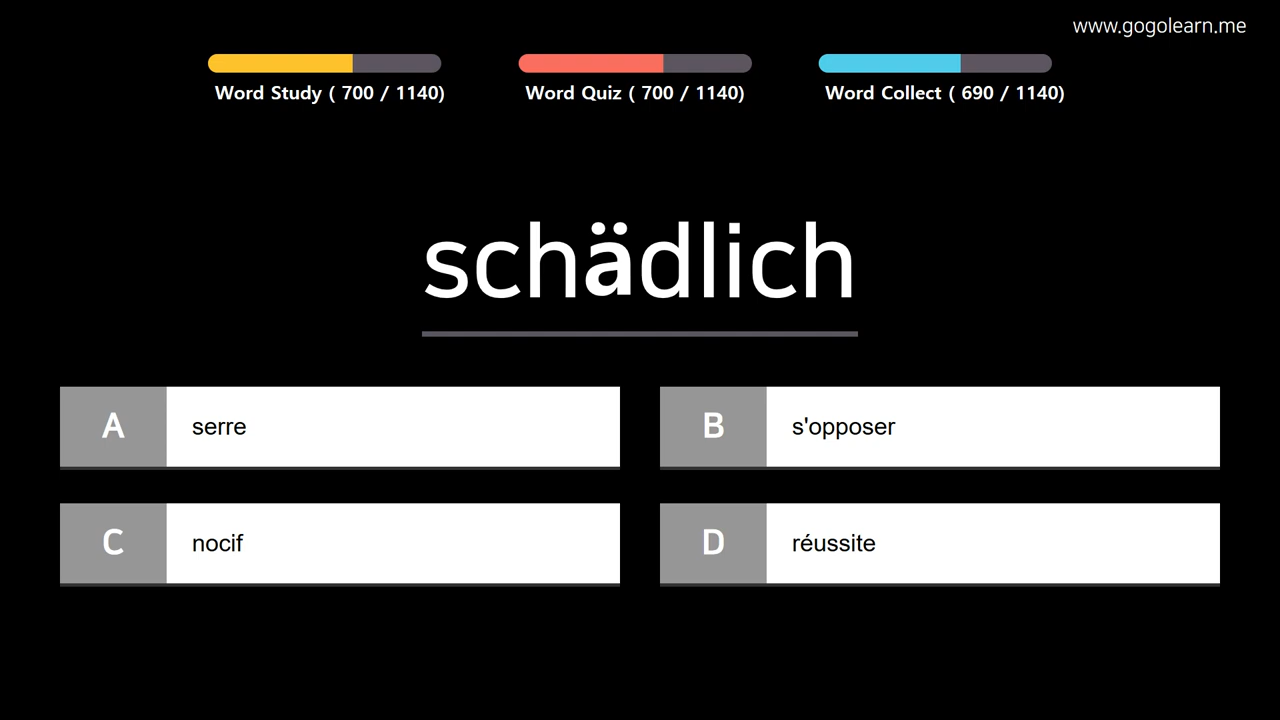 www.gogolearn.me
Word Study ( 700 / 1140)
Word Quiz ( 700 / 1140)
Word Collect ( 690 / 1140)
schädlich
A
serre
B
s'opposer
C
nocif
D
réussite